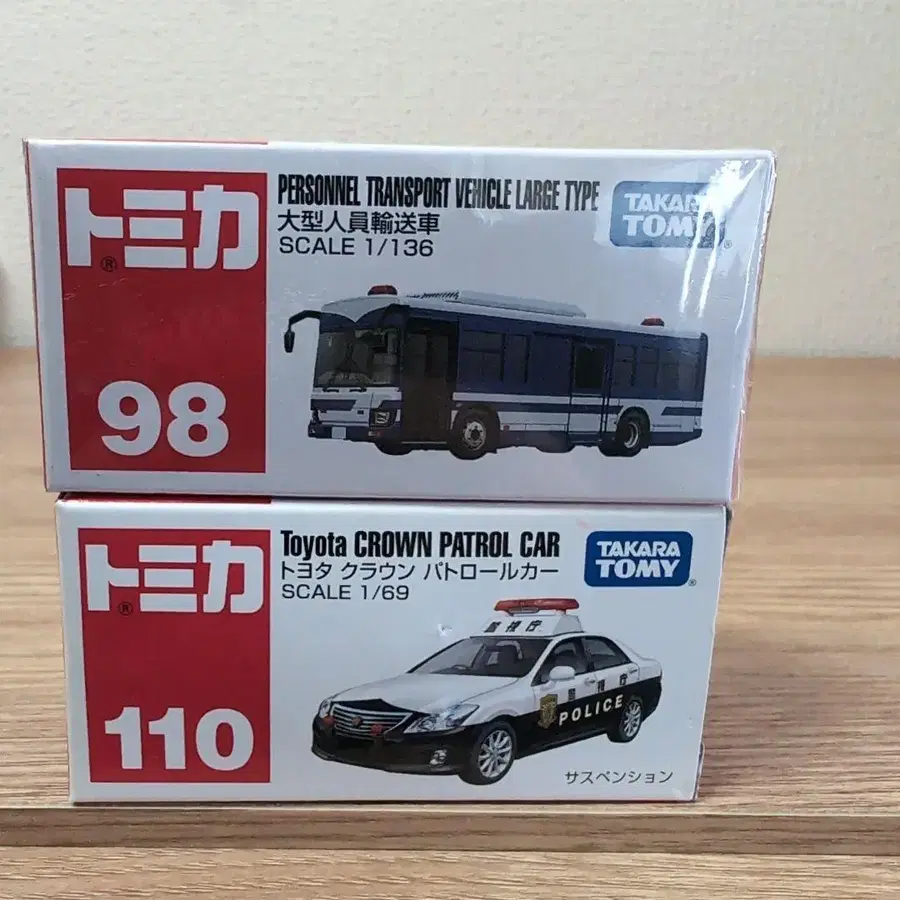 トミカ
®
98
PERSONNEL TRANSPORT VEHICLE LARGE TYPE
大型人員輸送車
SCALE 1/136
TAKARA
TOMY
®
トミカ
®
110
Toyota CROWN PATROL CAR
トヨタ クラウン パトロールカー
SCALE 1/69
TAKARA
TOMY
®
警視庁
警視庁
POLICE
サスペンション